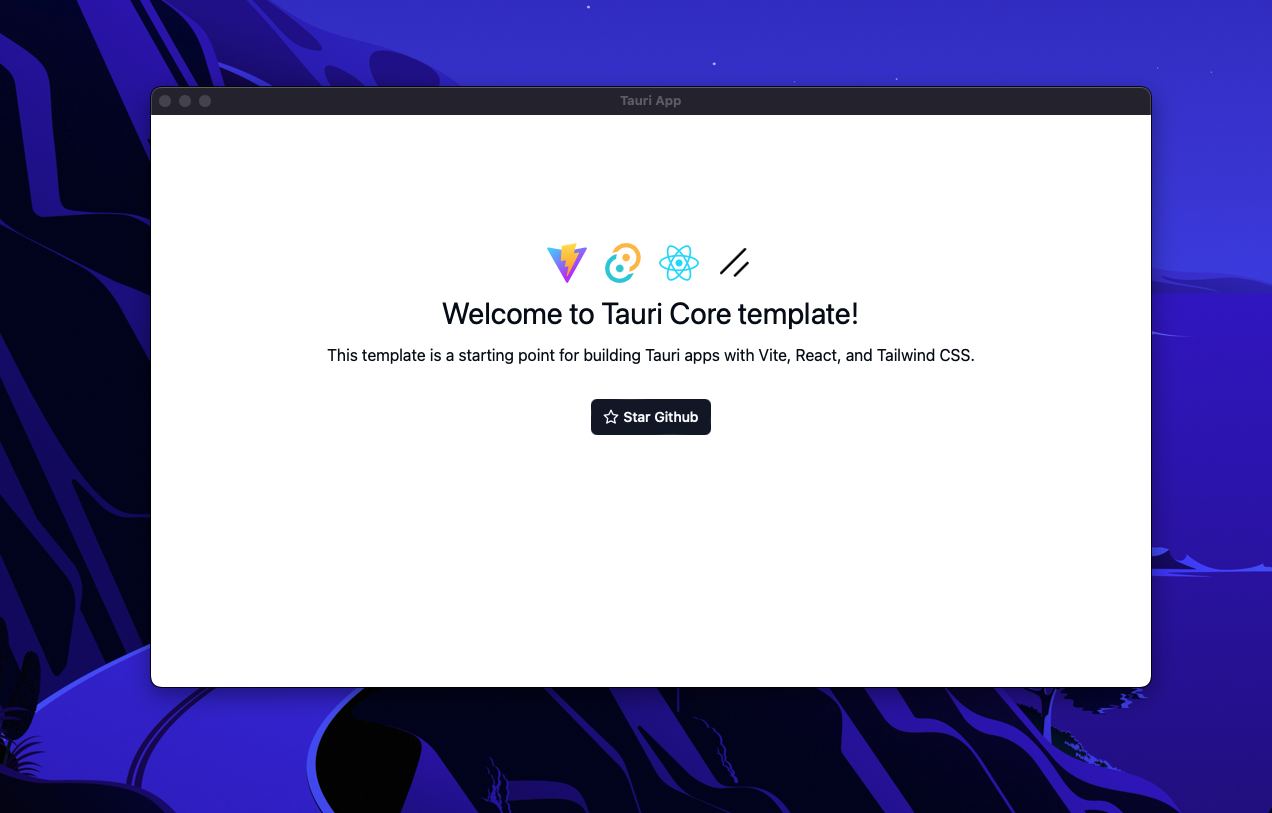 Tauri App
Welcome to Tauri Core template!
This template is a starting point for building Tauri apps with Vite, React, and Tailwind CSS.
Star Github